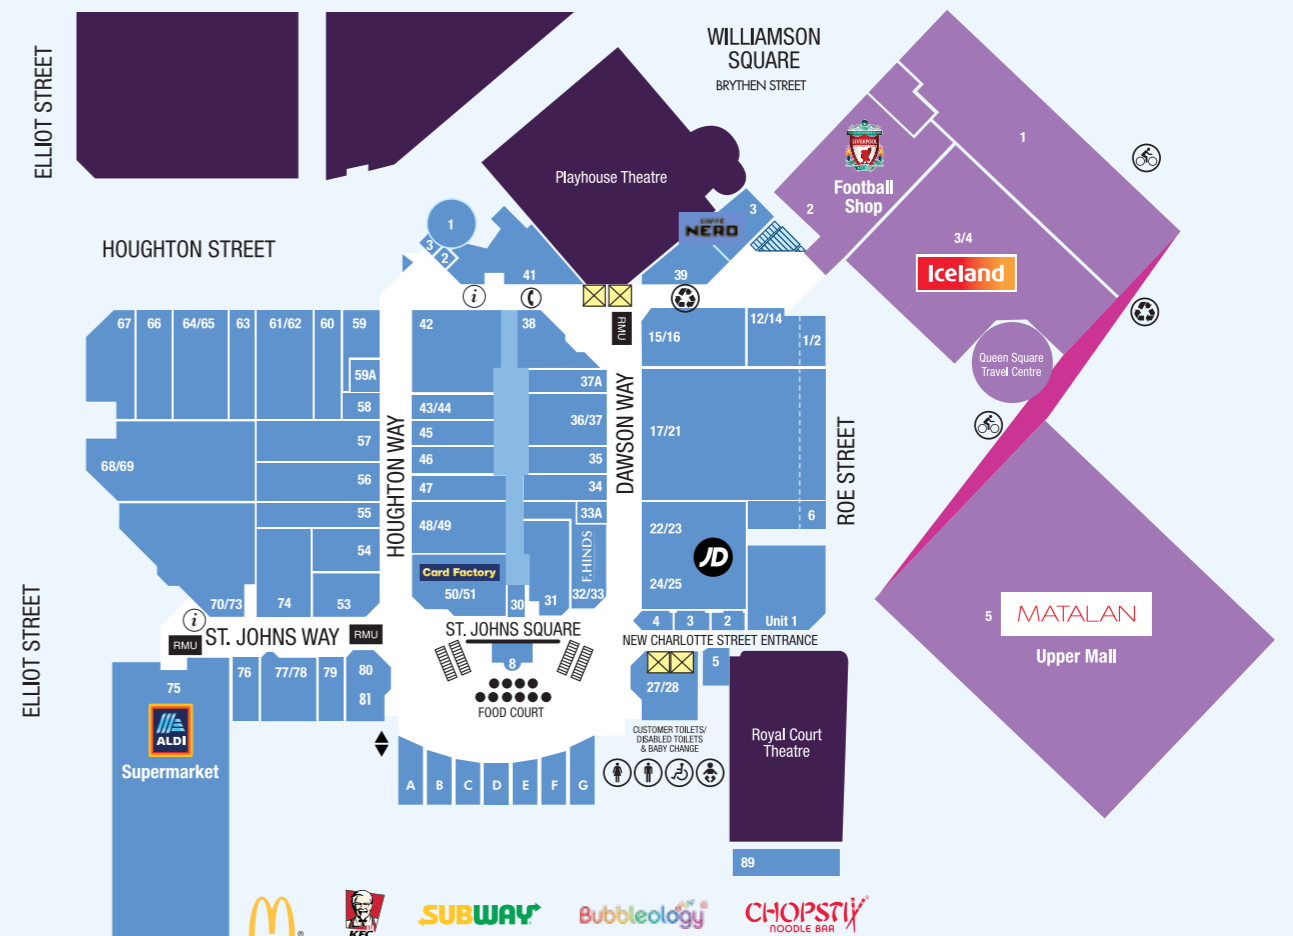 WILLIAMSON
SQUARE
BRYTHEN STREET
ELLIOT STREET
Playhouse Theatre
LIVERPOOL
Football
Shop
1
2
3/4
Iceland
HOUGHTON STREET
1
3
2
41
CAFFÈ
NERO
3
39
i
RMU
Queen Square
Travel Centre
67
66
64/65
63
61/62
60
59
59A
58
57
56
55
54
53
68/69
70/73
74
HOUGHTON WAY
42
43/44
45
46
47
48/49
Card Factory
50/51
38
37A
36/37
35
34
33A
F.HINDS
32/33
31
30
DAWSON WAY
15/16
12/14
1/2
17/21
6
22/23
JD
24/25
4
3
2
Unit 1
ROE STREET
5
MATALAN
Upper Mall
ELLIOT STREET
i
RMU
ST. JOHNS WAY
RMU
ST. JOHNS SQUARE
NEW CHARLOTTE STREET ENTRANCE
8
FOOD COURT
75
ALDI
Supermarket
76
77/78
79
80
81
27/28
5
CUSTOMER TOILETS/
DISABLED TOILETS
& BABY CHANGE
Royal Court
Theatre
A
B
C
D
E
F
G
89
KFC
SUBWAY
Bubbleology
CHOPSTIX
NOODLE BAR